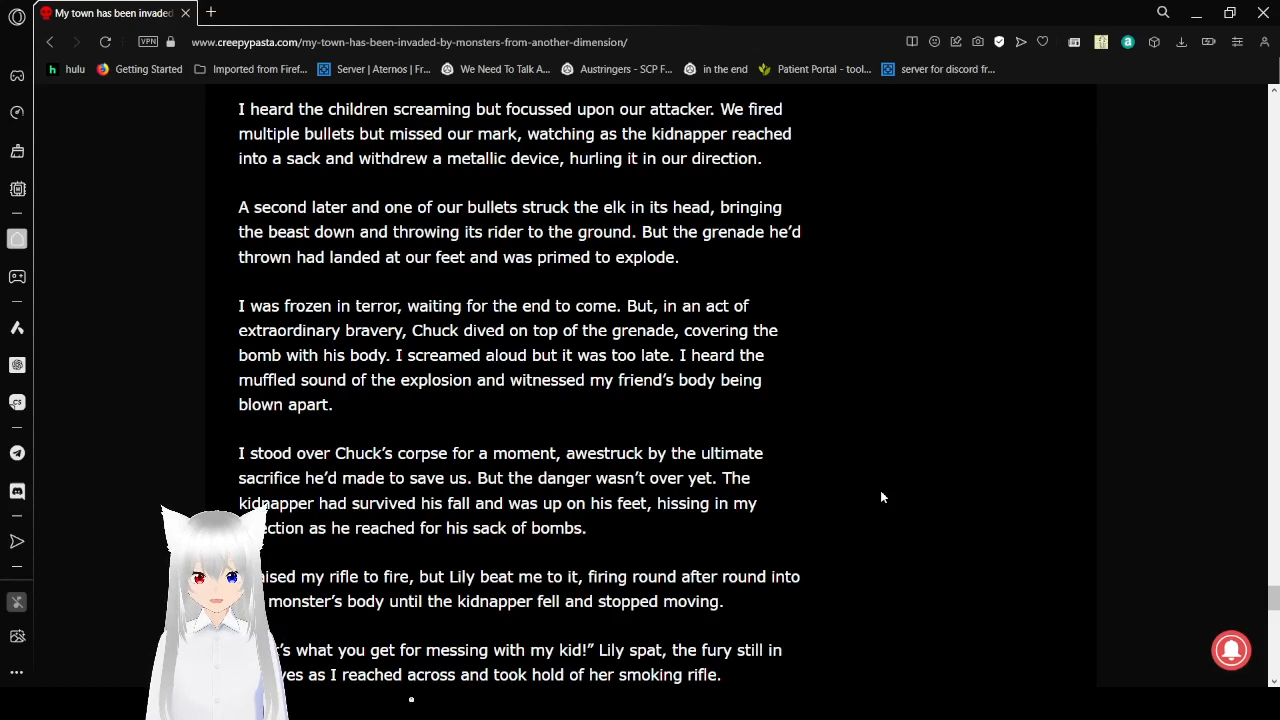 My town has been invaded
VPN
www.creepypasta.com/my-town-has-been-invaded-by-monsters-from-another-dimension/
hulu
Getting Started
Imported from Firef...
Server | Aternos | Fr...
We Need To Talk A...
Austringers - SCP F...
in the end
Patient Portal - tool...
server for discord fr...
I heard the children screaming but focussed upon our attacker. We fired
multiple bullets but missed our mark, watching as the kidnapper reached
into a sack and withdrew a metallic device, hurling it in our direction.
A second later and one of our bullets struck the elk in its head, bringing
the beast down and throwing its rider to the ground. But the grenade he’d
thrown had landed at our feet and was primed to explode.
I was frozen in terror, waiting for the end to come. But, in an act of
extraordinary bravery, Chuck dived on top of the grenade, covering the
bomb with his body. I screamed aloud but it was too late. I heard the
muffled sound of the explosion and witnessed my friend’s body being
blown apart.
I stood over Chuck’s corpse for a moment, awestruck by the ultimate
sacrifice he’d made to save us. But the danger wasn’t over yet. The
kidnapper had survived his fall and was up on his feet, hissing in my
ection as he reached for his sack of bombs.
aised my rifle to fire, but Lily beat me to it, firing round after round into
monster’s body until the kidnapper fell and stopped moving.
’s what you get for messing with my kid!” Lily spat, the fury still in
yes as I reached across and took hold of her smoking rifle.